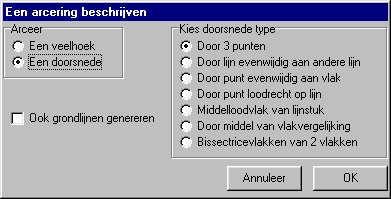 Een arcering beschrijven
Arceer
Een veelhoek
Een doorsnede
Ook grondlijnen genereren
Kies doorsnede type
Door 3 punten
Door lijn evenwijdig aan andere lijn
Door punt evenwijdig aan vlak
Door punt loodrecht op lijn
Middelloodvlak van lijnstuk
Door middel van vlakvergelijking
Bissectricevlakken van 2 vlakken
Annuleer
OK